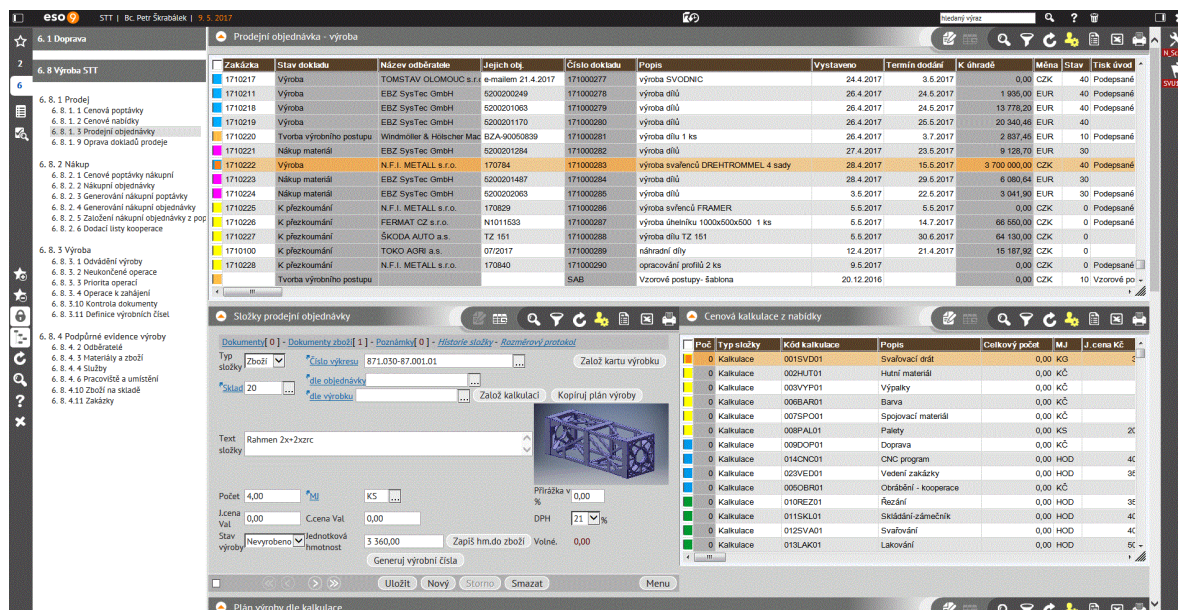 eso9 STT | Bc. Petr Škrabálek | 9. 5. 2017 hledaný výraz ?
6. 1 Doprava
6. 8 Výroba STT
2
6
6. 8. 1 Prodej
6. 8. 1. 1 Cenová poptávky
6. 8. 1. 2 Cenové nabídky
6. 8. 1. 3 Prodejní objednávky
6. 8. 1. 9 Oprava dokladů prodeje
6. 8. 2 Nákup
6. 8. 2. 1 Cenové poptávky nákupní
6. 8. 2. 2 Nákupní objednávky
6. 8. 2. 3 Generování nákupní poptávky
6. 8. 2. 4 Generování nákupní objednávky
6. 8. 2. 5 Založení nákupní objednávky z pop
6. 8. 2. 6 Dodací listy kooperace
6. 8. 3 Výroba
6. 8. 3. 1 Odvádění výroby
6. 8. 3. 2 Neukončené operace
6. 8. 3. 3 Priorita operací
6. 8. 3. 4 Operace k zahájení
6. 8. 3.10 Kontrola dokumenty
6. 8. 3.11 Definice výrobních čísel
6. 8. 4 Podpůrné evidence výroby
6. 8. 4. 2 Odběratelé
6. 8. 4. 3 Materiály a zboží
6. 8. 4. 4 Služby
6. 8. 4. 6 Pracoviště a umístění
6. 8. 4.10 Zboží na skladě
6. 8. 4.11 Zakázky
Prodejní objednávka - výroba
Zakázka Stav dokladu Název odběratele Jejich obj. Číslo dokladu Popis Vystaveno Termín dodání K úhradě Měna Stav Tisk úvod
1710217 Výroba TOMSTAV OLOMOUC s.r. e-mailem 21.4.2017 171000277 výroba SVODNIC 24.4.2017 3.5.2017 0,00 CZK 40 Podepsané
1710211 Výroba EBZ SysTec GmbH 5200200249 171000278 výroba dílů 26.4.2017 24.5.2017 1 935,00 EUR 40 Podepsané
1710218 Výroba EBZ SysTec GmbH 5200201063 171000279 výroba dílů 26.4.2017 24.5.2017 13 778,20 EUR 40 Podepsané
1710219 Výroba EBZ SysTec GmbH 5200201170 171000280 výroba dílů 26.4.2017 25.5.2017 20 340,46 EUR 40
1710220 Tvorba výrobního postupu Windmöller & Hölscher Mac BZA-90050839 171000281 výroba dílu 1 ks 26.4.2017 3.7.2017 2 837,45 EUR 10 Podepsané
1710221 Nákup materiál EBZ SysTec GmbH 5200201284 171000282 výroba dílů 27.4.2017 23.5.2017 9 128,70 EUR 30
1710222 Výroba N.F.I. METALL s.r.o. 170784 171000283 výroba svařenců DREHTROMMEL 4 sady 28.4.2017 15.5.2017 3 700 000,00 CZK 40 Podepsané
1710223 Nákup materiál EBZ SysTec GmbH 5200201487 171000284 výroba dílů 28.4.2017 29.5.2017 6 080,64 EUR 30
1710224 Nákup materiál EBZ SysTec GmbH 5200202063 171000285 výroba dílů 3.5.2017 22.5.2017 3 041,90 EUR 30 Podepsané
1710225 K přezkoumání N.F.I. METALL s.r.o. 170829 171000286 výroba svřenců FRAMER 5.5.2017 5.5.2017 0,00 CZK 0 Podepsané
1710226 K přezkoumání FERMAT CZ s.r.o. N1011533 171000287 výroba úhelníku 1000x500x500 1 ks 5.5.2017 14.7.2017 66 550,00 CZK 0 Podepsané
1710227 K přezkoumání ŠKODA AUTO a.s. TZ 151 171000288 výroba dílu TZ 151 5.5.2017 30.6.2017 64 130,00 CZK 0
1710100 K přezkoumání TOKO AGRI a.s. 07/2017 171000289 náhradní díly 12.4.2017 21.4.2017 15 187,92 CZK 0
1710228 K přezkoumání N.F.I. METALL s.r.o. 170840 171000290 opracování profilů 2 ks 9.5.2017 0,00 CZK 0 Podepsané
Tvorba výrobního postupu SAB Vzorové postupy- šablona 20.12.2016 0,00 CZK 10 Vzorové po
Složky prodejní objednávky
Dokumenty[ 0 ] - Dokumenty zboží[ 1 ] - Poznámky[ 0 ] - Historie složky - Rozměrový protokol
Typ složky Zboží Číslo výkresu 871.030-87.001.01 Založ kartu výrobku
Sklad 20 dle objednávky
dle výrobku Založ kalkulaci Kopíruj plán výroby
Text složky Rahmen 2x+2xzrc
Počet 4,00 MJ KS Přirážka v % 0,00
J.cena Val 0,00 C.cena Val 0,00 DPH 21 %
Stav výroby Nevyrobeno Jednotková hmotnost 3 360,00 Zapiš hm.do zboží Volné. 0,00
Generuj výrobní čísla
Uložit Nový Storno Smazat Menu
Cenová kalkulace z nabídky
Poč Typ složky Kód kalkulace Popis Celkový počet MJ J.cena Kč
0 Kalkulace 001SVD01 Svařovací drát 0,00 KG 3
0 Kalkulace 002HUT01 Hutní materiál 0,00 KČ
0 Kalkulace 003VYP01 Výpalky 0,00 KČ
0 Kalkulace 006BAR01 Barva 0,00 KČ
0 Kalkulace 007SPO01 Spojovací materiál 0,00 KČ
0 Kalkulace 008PAL01 Palety 0,00 KS 20
0 Kalkulace 009DOP01 Doprava 0,00 KČ
0 Kalkulace 014CNC01 CNC program 0,00 HOD 40
0 Kalkulace 023VED01 Vedení zakázky 0,00 HOD 35
0 Kalkulace 005OBR01 Obrábění - kooperace 0,00 KČ
0 Kalkulace 010REZ01 Řezání 0,00 HOD 35
0 Kalkulace 011SKL01 Skládání-zámečník 0,00 HOD 40
0 Kalkulace 012SVA01 Svařování 0,00 HOD 40
0 Kalkulace 013LAK01 Lakování 0,00 HOD 50
Plán výroby dle kalkulace